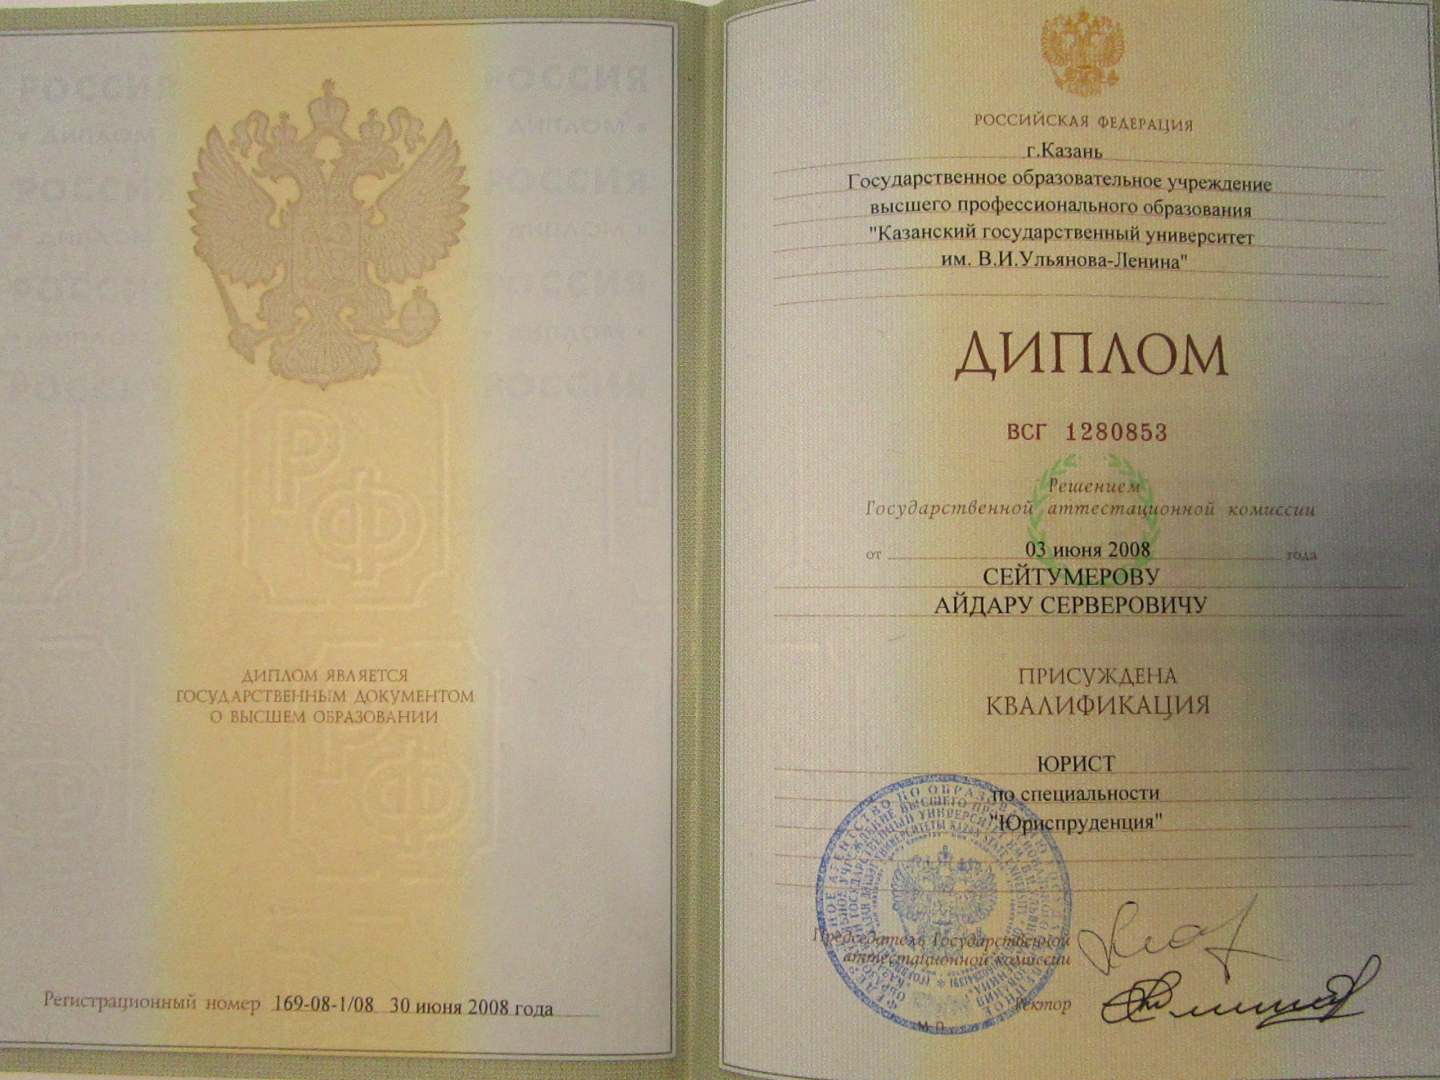 РОССИЯ
ДИПЛОМ
РОССИЯ
ДИПЛОМ
РОССИЯ
ДИПЛОМ
РОССИЯ
РФ
ДИПЛОМ ЯВЛЯЕТСЯ
ГОСУДАРСТВЕННЫМ ДОКУМЕНТОМ
О ВЫСШЕМ ОБРАЗОВАНИИ
Регистрационный номер 169-08-1/08 30 июня 2008 года
РОССИЙСКАЯ ФЕДЕРАЦИЯ
г.Казань
Государственное образовательное учреждение
высшего профессионального образования
"Казанский государственный университет
им. В.И.Ульянова-Ленина"
ДИПЛОМ
ВСГ 1280853
Решением
Государственной аттестационной комиссии
от 03 июня 2008 года
СЕЙТУМЕРОВУ
АЙДАРУ СЕРВЕРОВИЧУ
ПРИСУЖДЕНА
КВАЛИФИКАЦИЯ
ЮРИСТ
по специальности
"Юриспруденция"
Председатель Государственной
аттестационной комиссии
Ректор
М.П.